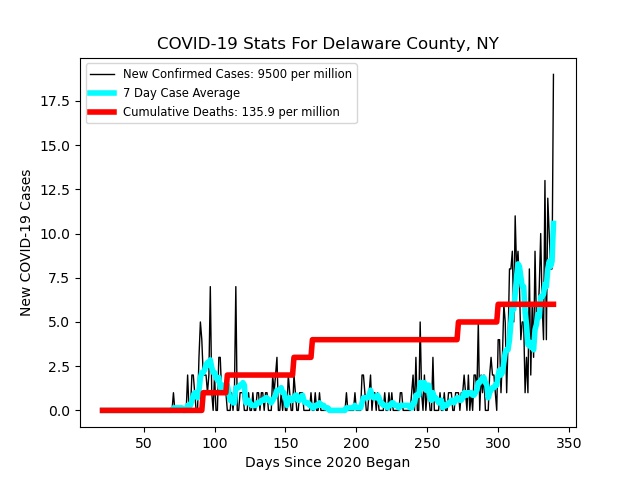 COVID-19 Stats For Delaware County, NY
New Confirmed Cases: 9500 per million
7 Day Case Average
Cumulative Deaths: 135.9 per million
New COVID-19 Cases
17.5
15.0
12.5
10.0
7.5
5.0
2.5
0.0
50
100
150
200
250
300
350
Days Since 2020 Began